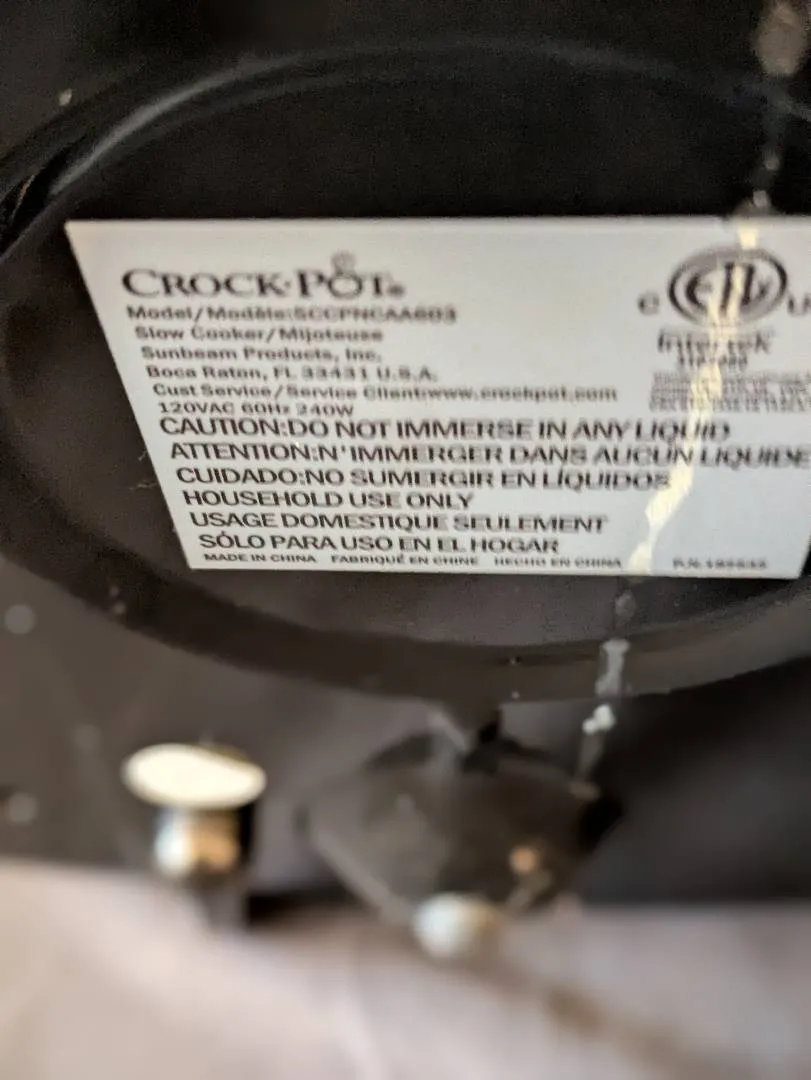 CROCK·POT®
Model/Modèle:SCCPNCAA603
Slow Cooker/Mijoteuse
Sunbeam Products, Inc.
Boca Raton, FL 33431 U.S.A.
Cust Service/Service Client:www.crockpot.com
120VAC 60Hz 240W
CAUTION:DO NOT IMMERSE IN ANY LIQUID
ATTENTION:N'IMMERGER DANS AUCUN LIQUIDE
CUIDADO:NO SUMERGIR EN LÍQUIDOS
HOUSEHOLD USE ONLY
USAGE DOMESTIQUE SEULEMENT
SÓLO PARA USO EN EL HOGAR
MADE IN CHINA FABRIQUÉ EN CHINE HECHO EN CHINA
C ETL U
Intertek